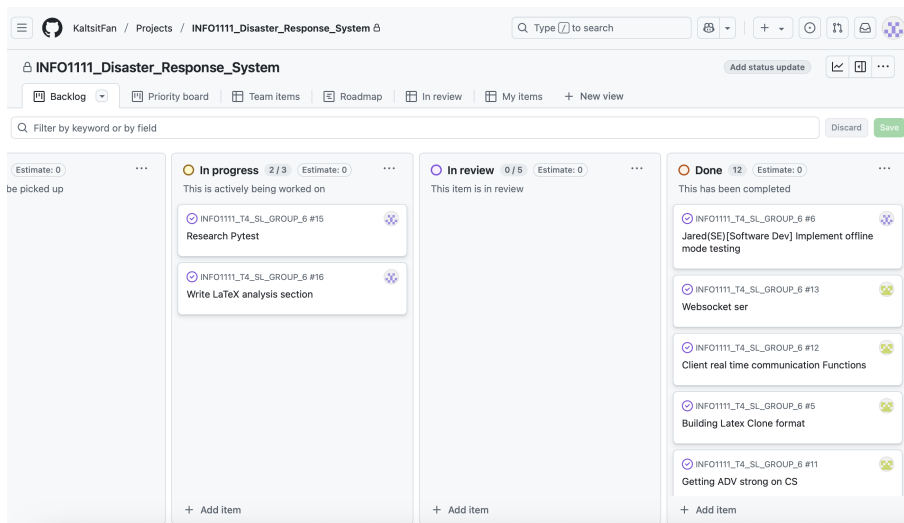 KaltsitFan / Projects / INFO1111_Disaster_Response_System
Type / to search
INFO1111_Disaster_Response_System
Add status update
Backlog
Priority board
Team items
Roadmap
In review
My items
+ New view
Filter by keyword or by field
Discard
Save
Estimate: 0
be picked up
In progress 2 / 3 Estimate: 0
This is actively being worked on
INFO1111_T4_SL_GROUP_6 #15
Research Pytest
INFO1111_T4_SL_GROUP_6 #16
Write LaTeX analysis section
+ Add item
In review 0 / 5 Estimate: 0
This item is in review
+ Add item
Done 12 Estimate: 0
This has been completed
INFO1111_T4_SL_GROUP_6 #6
Jared(SE)[Software Dev] Implement offline
mode testing
INFO1111_T4_SL_GROUP_6 #13
Websocket ser
INFO1111_T4_SL_GROUP_6 #12
Client real time communication Functions
INFO1111_T4_SL_GROUP_6 #5
Building Latex Clone format
INFO1111_T4_SL_GROUP_6 #11
Getting ADV strong on CS
+ Add item